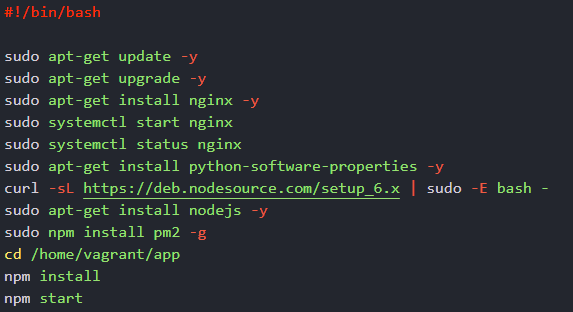 #!/bin/bash
sudo apt-get update -y
sudo apt-get upgrade -y
sudo apt-get install nginx -y
sudo systemctl start nginx
sudo systemctl status nginx
sudo apt-get install python-software-properties -y
curl -sL https://deb.nodesource.com/setup_6.x | sudo -E bash -
sudo apt-get install nodejs -y
sudo npm install pm2 -g
cd /home/vagrant/app
npm install
npm start